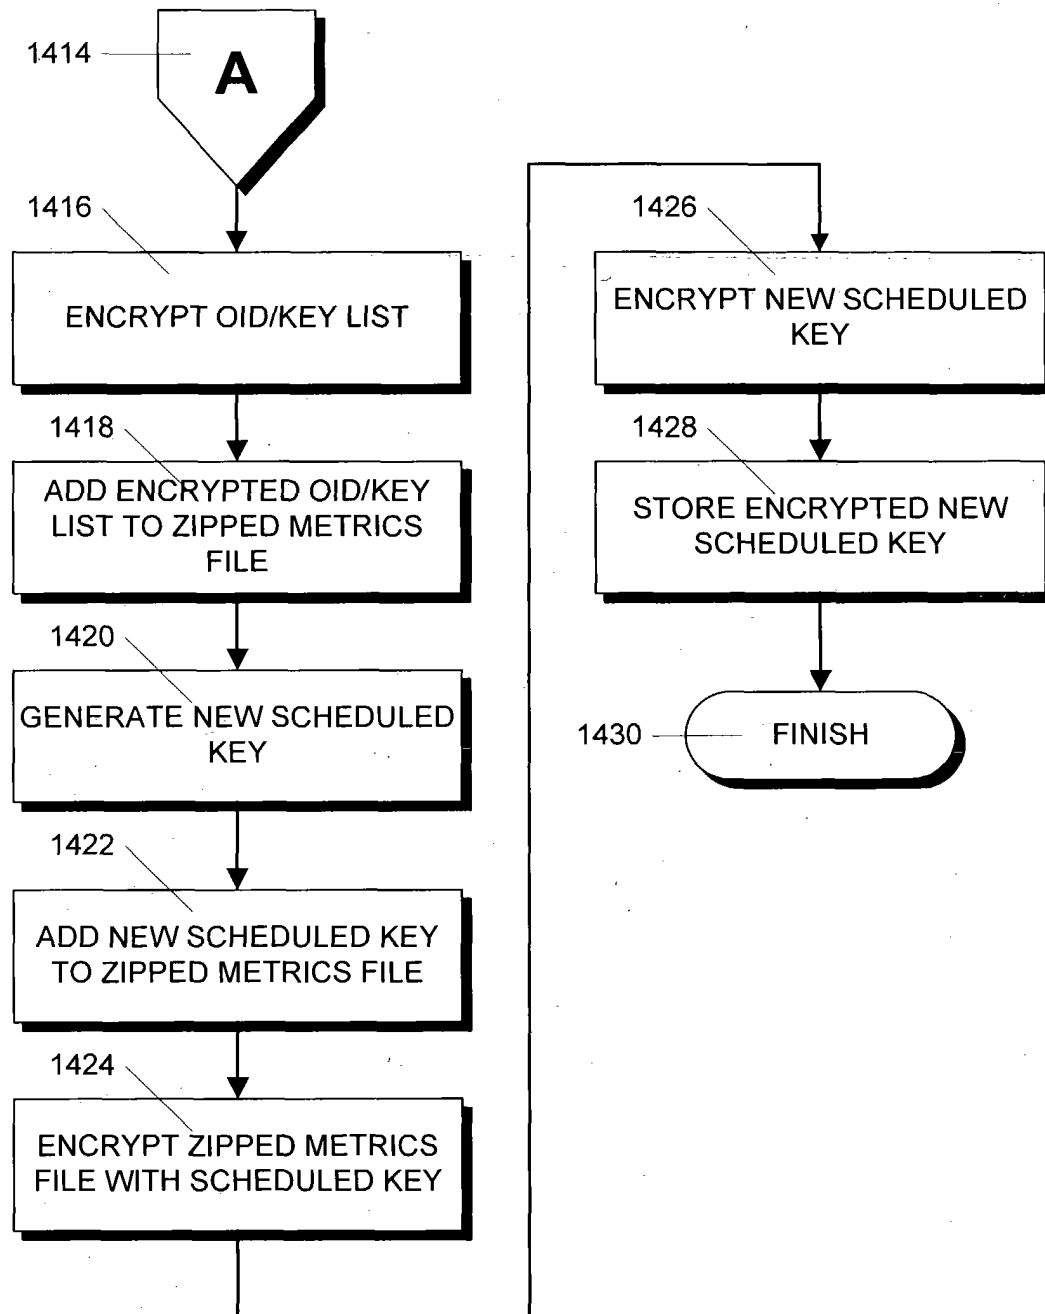 1414
A
1416
ENCRYPT OID/KEY LIST
1418
ADD ENCRYPTED OID/KEY
LIST TO ZIPPED METRICS
FILE
1420
GENERATE NEW SCHEDULED
KEY
1422
ADD NEW SCHEDULED KEY
TO ZIPPED METRICS FILE
1424
ENCRYPT ZIPPED METRICS
FILE WITH SCHEDULED KEY
1426
ENCRYPT NEW SCHEDULED
KEY
1428
STORE ENCRYPTED NEW
SCHEDULED KEY
1430
FINISH